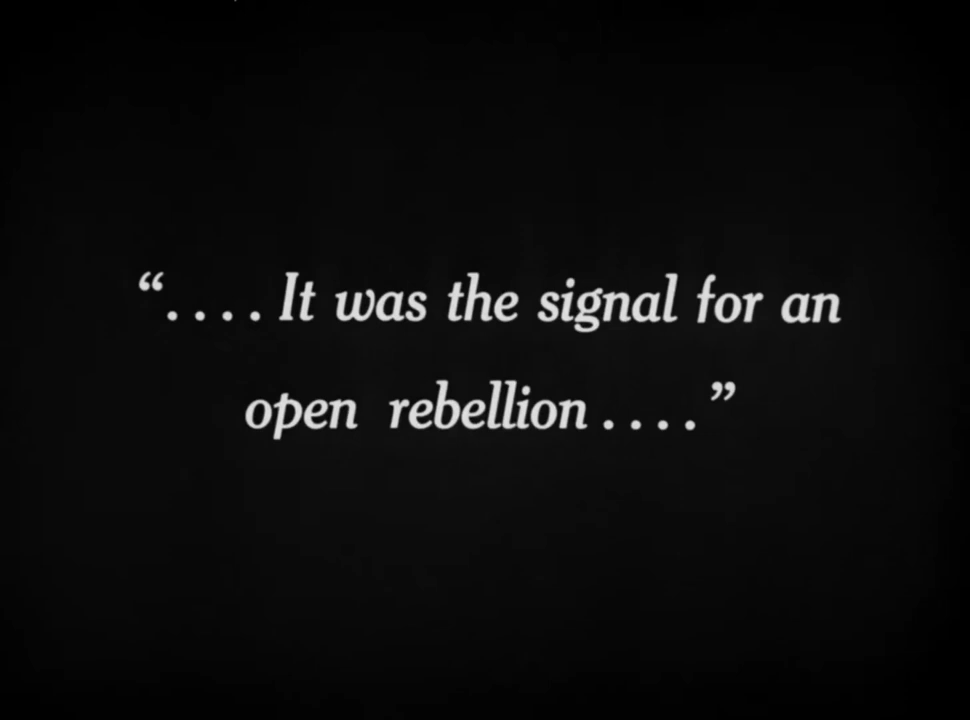 “. . . . It was the signal for an
open rebellion . . . . ”